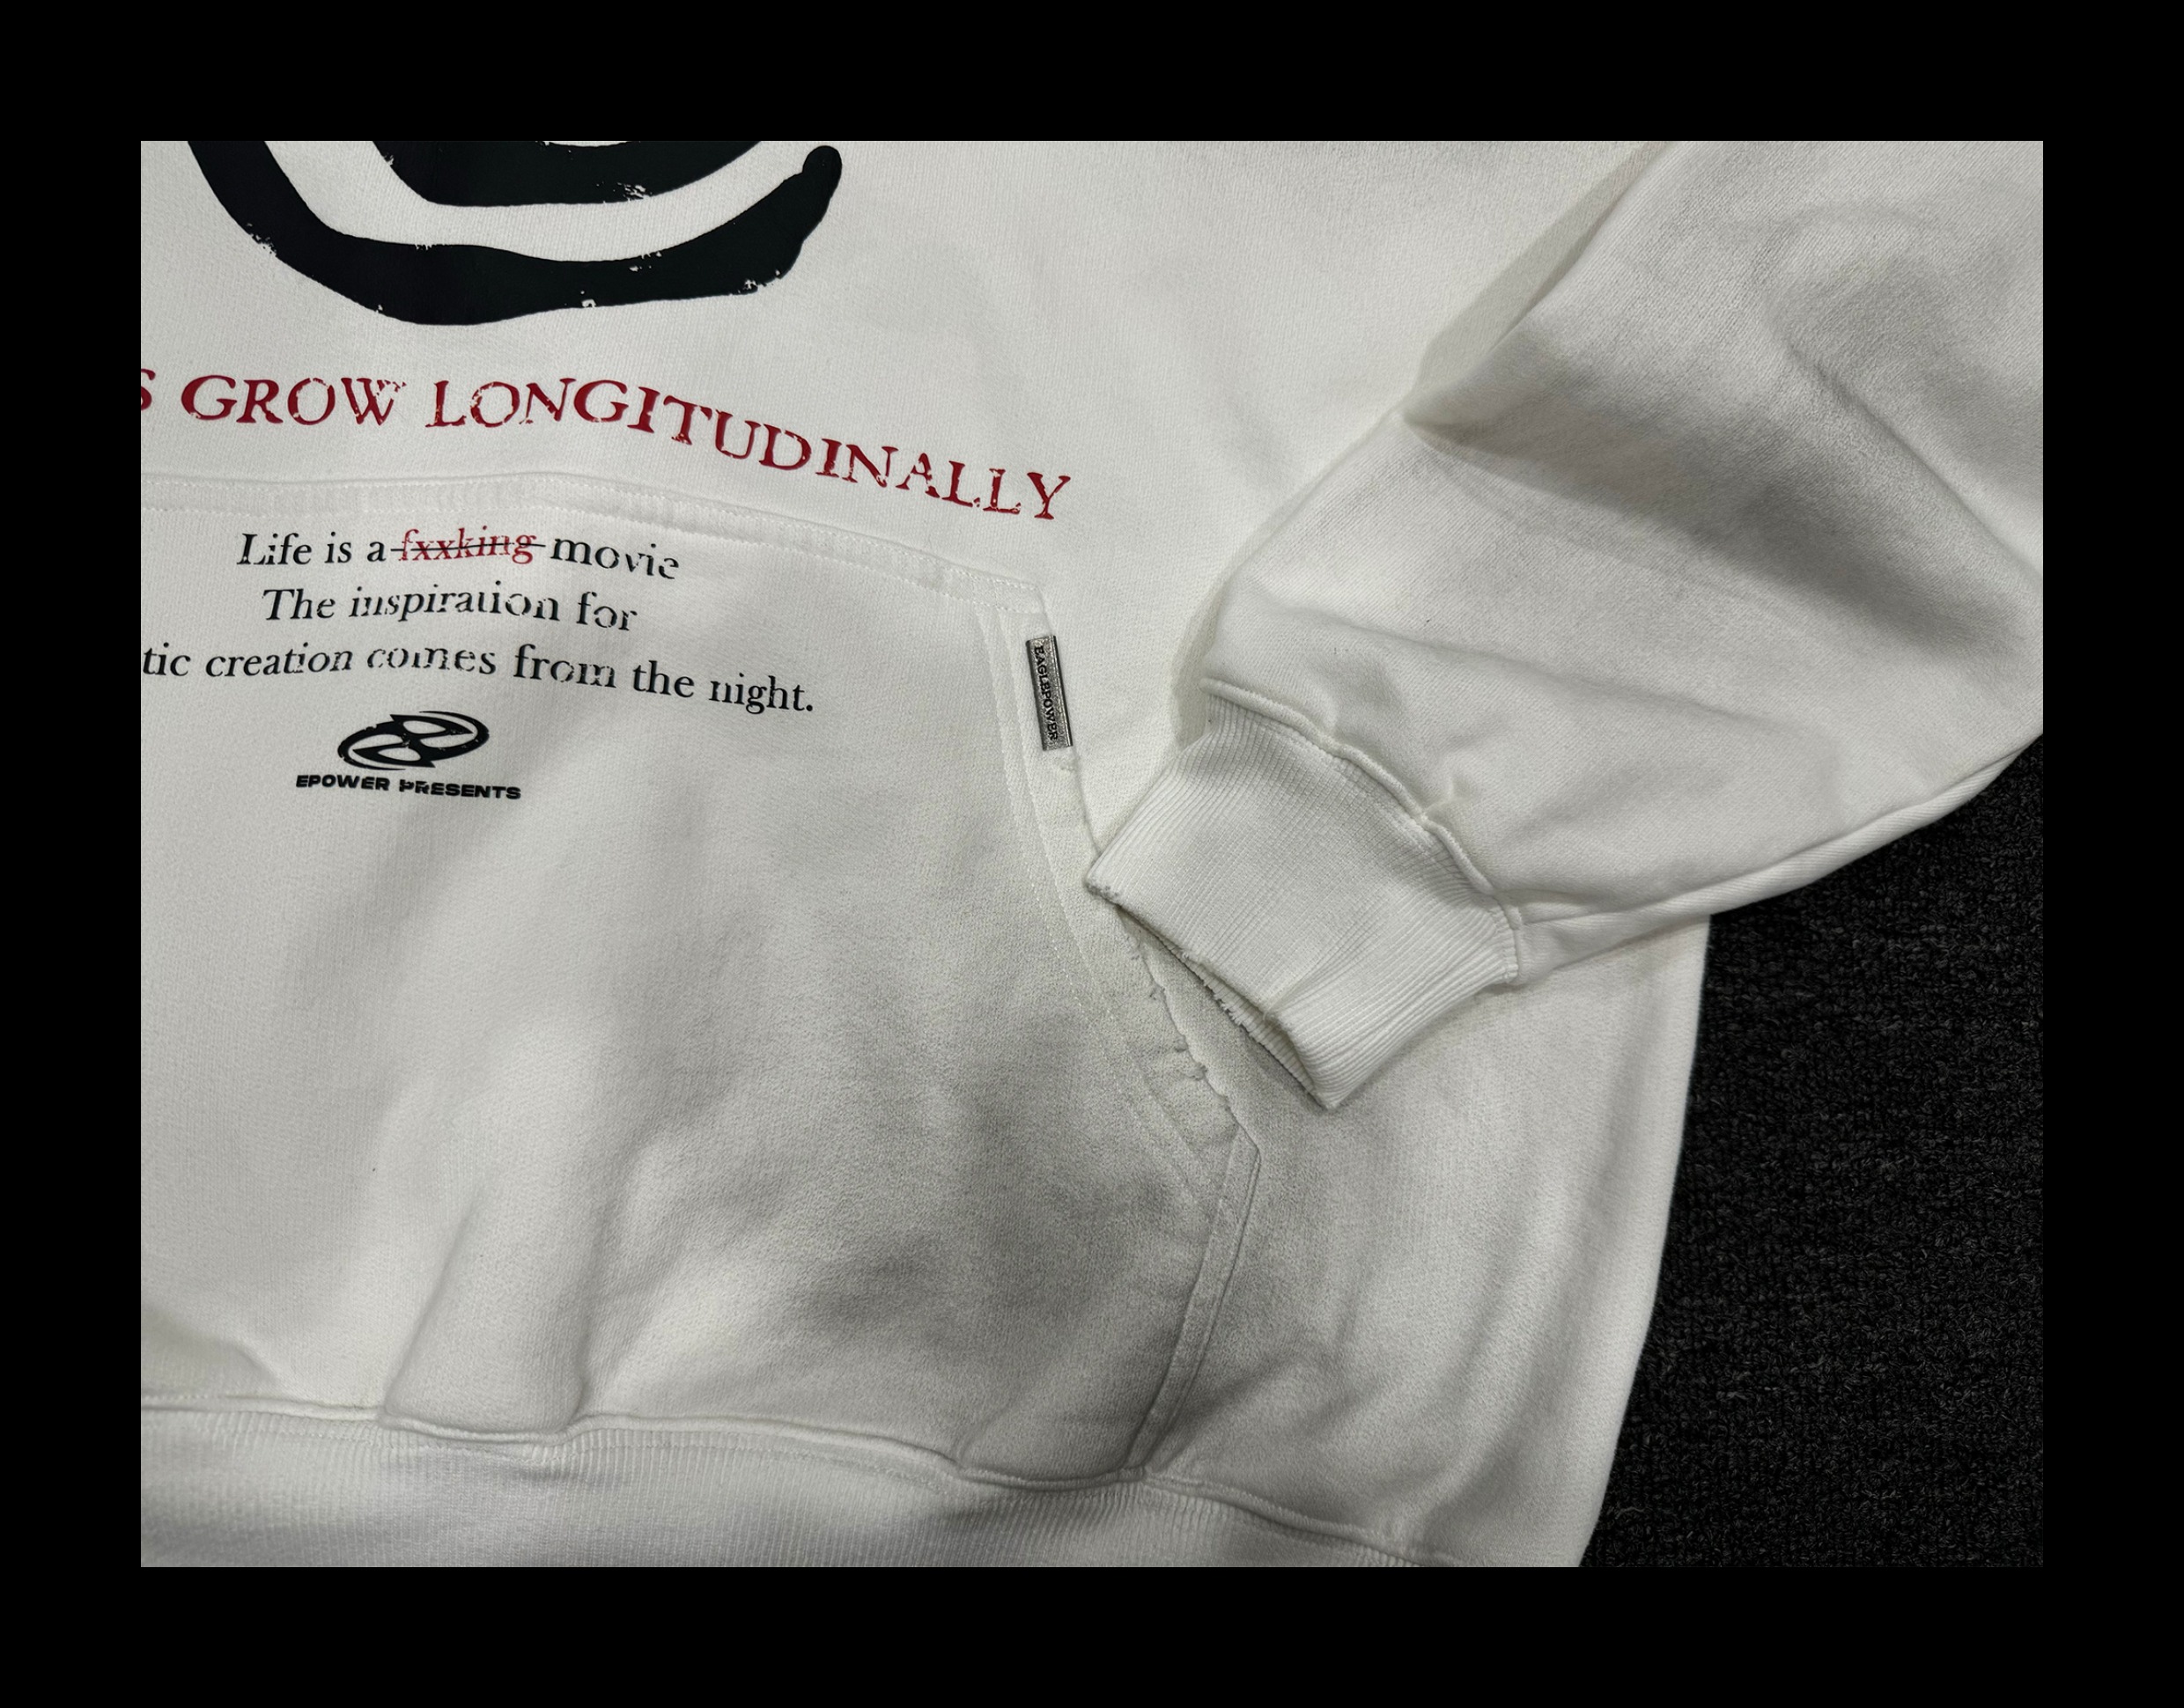 S GROW LONGITUDINALLY
Life is a fxxking movie
The inspiration for
tic creation comes from the night.
EAGLEPOWER
EPOWER PRESENTS